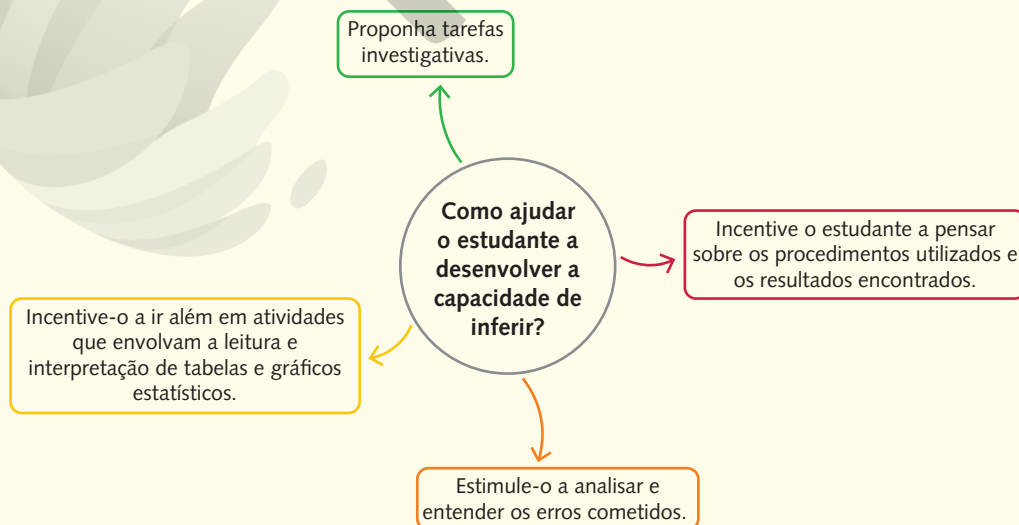 Proponha tarefas
investigativas.
Como ajudar
o estudante a
desenvolver a
capacidade de
inferir?
Incentive o estudante a pensar
sobre os procedimentos utilizados e
os resultados encontrados.
Incentive-o a ir além em atividades
que envolvam a leitura e
interpretação de tabelas e gráficos
estatísticos.
Estimule-o a analisar e
entender os erros cometidos.